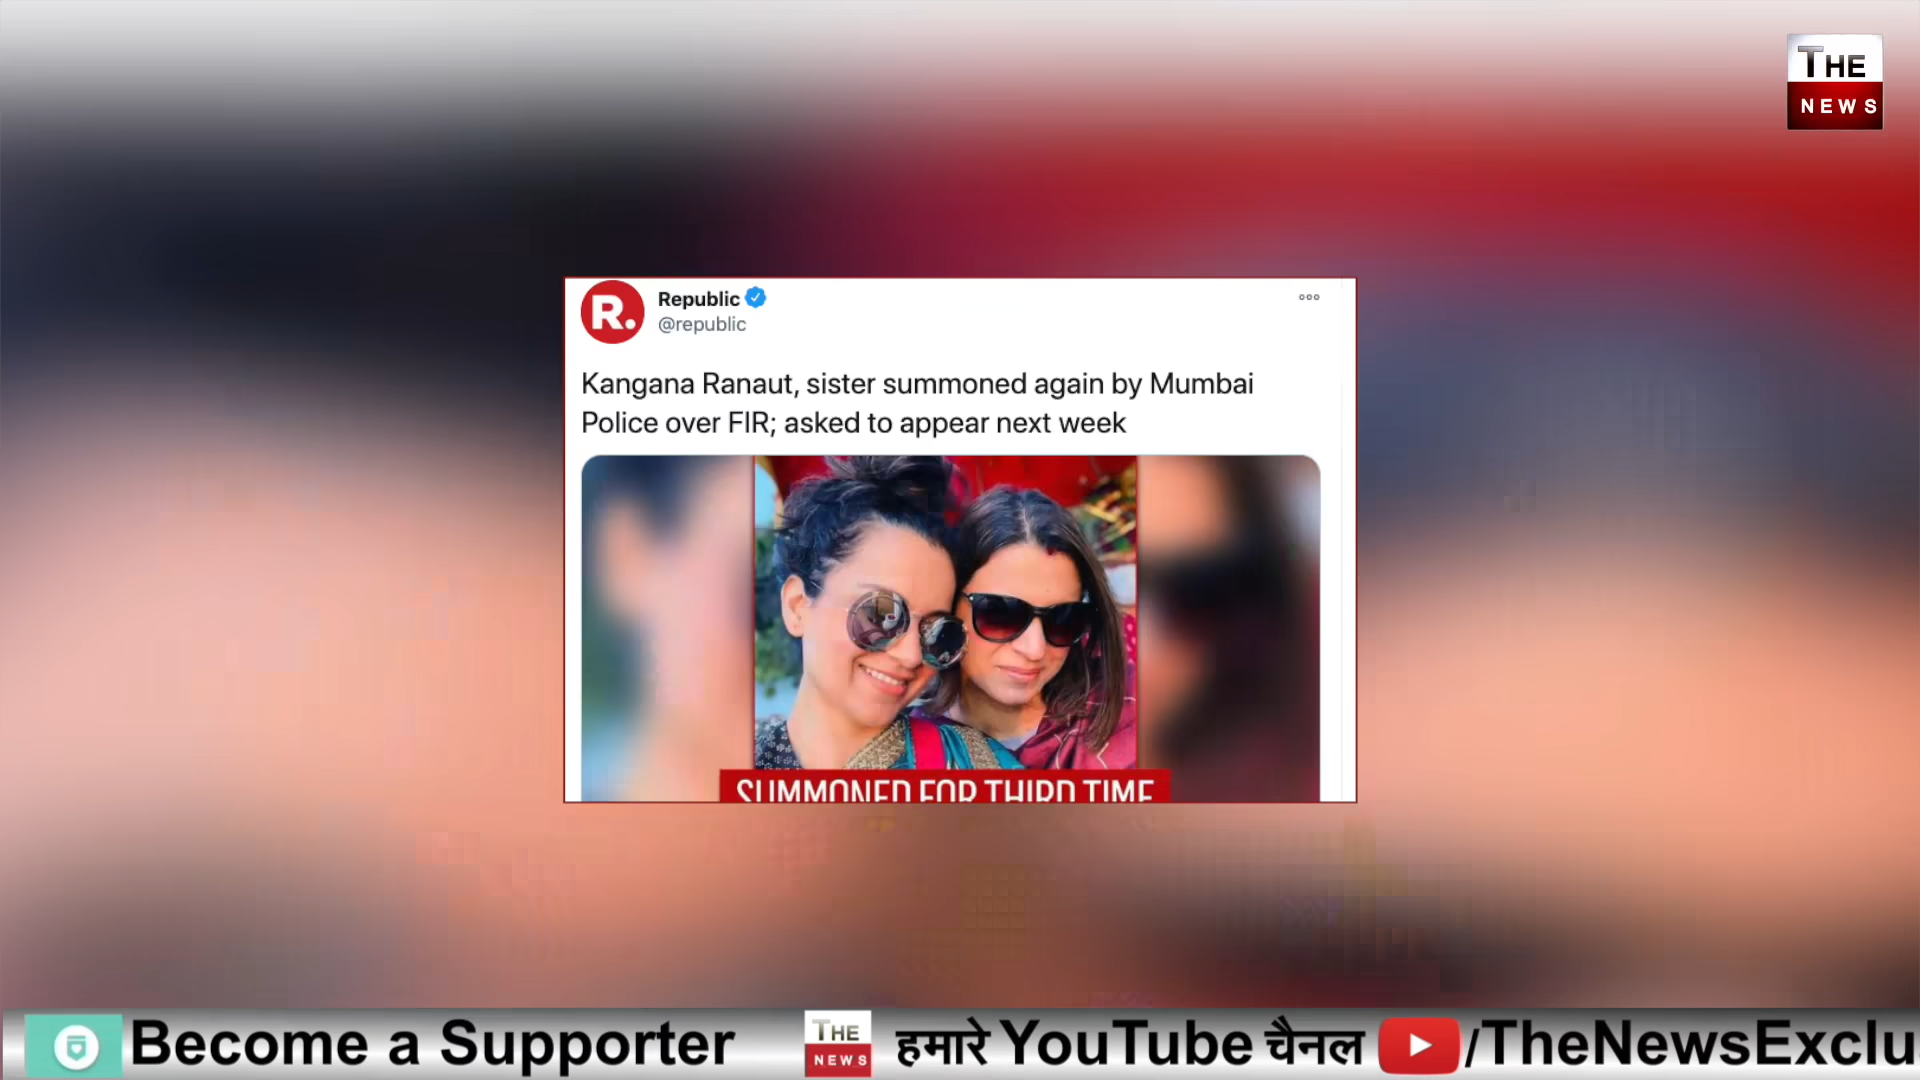 THE
NEWS
R.
Republic
@republic
Kangana Ranaut, sister summoned again by Mumbai
Police over FIR; asked to appear next week
SUMMONED FOR THIRD TIME
Become a Supporter
THE
NEWS
हमारे YouTube चैनल
/TheNewsExclu